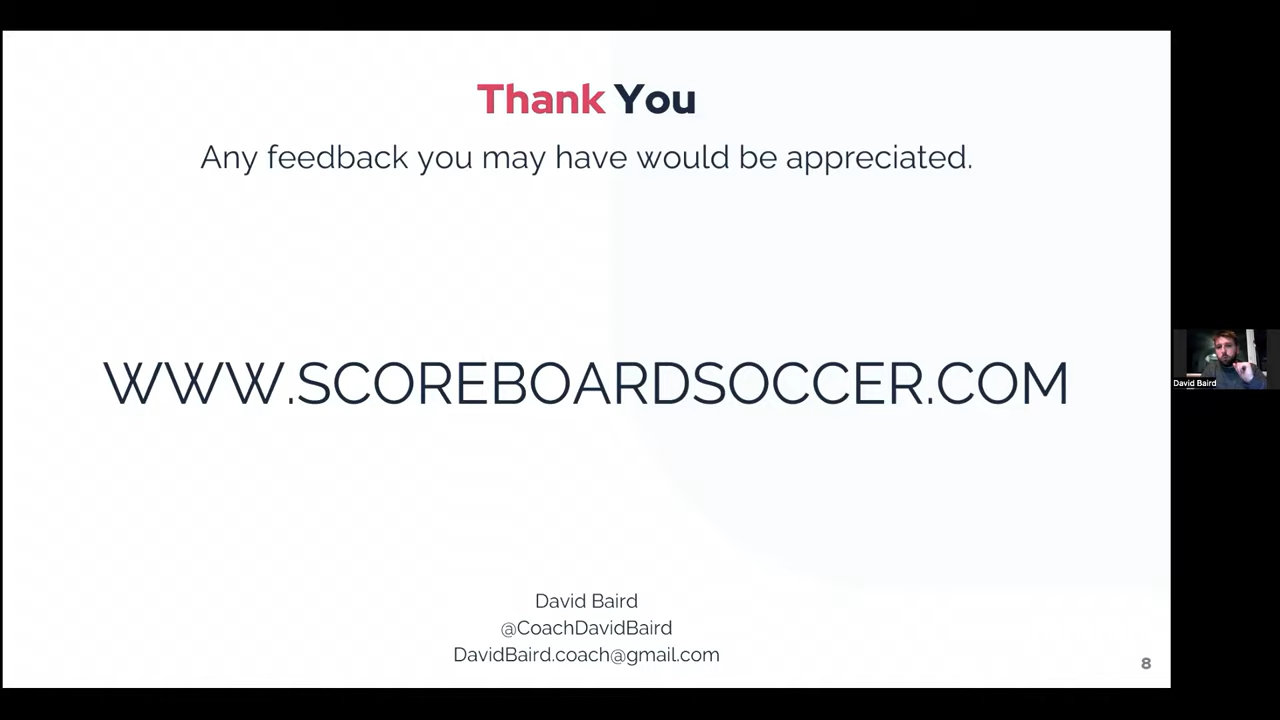 Thank You
Any feedback you may have would be appreciated.
WWW.SCOREBOARDSOCCER.COM
David Baird
David Baird
@CoachDavidBaird
DavidBaird.coach@gmail.com
8